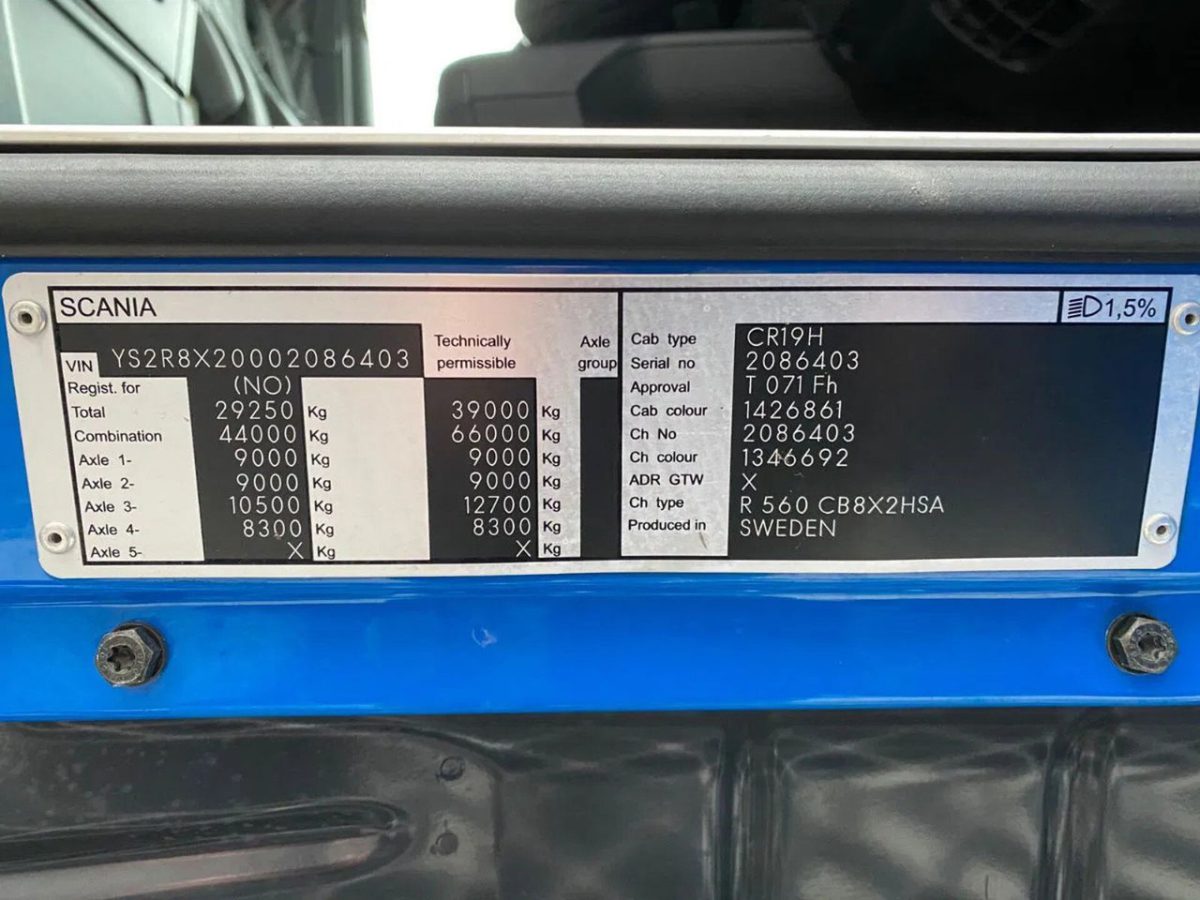 SCANIA
VIN YS2R8X20002086403 Technically permissible Axle group
Regist. for (NO)
Total 29250 Kg 39000 Kg
Combination 44000 Kg 66000 Kg
Axle 1- 9000 Kg 9000 Kg
Axle 2- 9000 Kg 9000 Kg
Axle 3- 10500 Kg 12700 Kg
Axle 4- 8300 Kg 8300 Kg
Axle 5- X Kg X Kg
1,5%
Cab type CR19H
Serial no 2086403
Approval T 071 Fh
Cab colour 1426861
Ch No 2086403
Ch colour 1346692
ADR GTW X
Ch type R 560 CB8X2HSA
Produced in SWEDEN